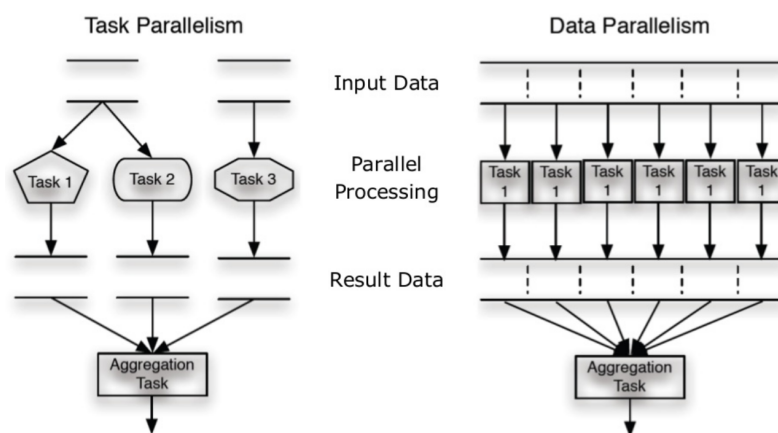 Task Parallelism
Data Parallelism
Input Data
Task 1
Task 2
Task 3
Parallel
Processing
Task
1
Task
1
Task
1
Task
1
Task
1
Task
1
Result Data
Aggregation
Task
Aggregation
Task